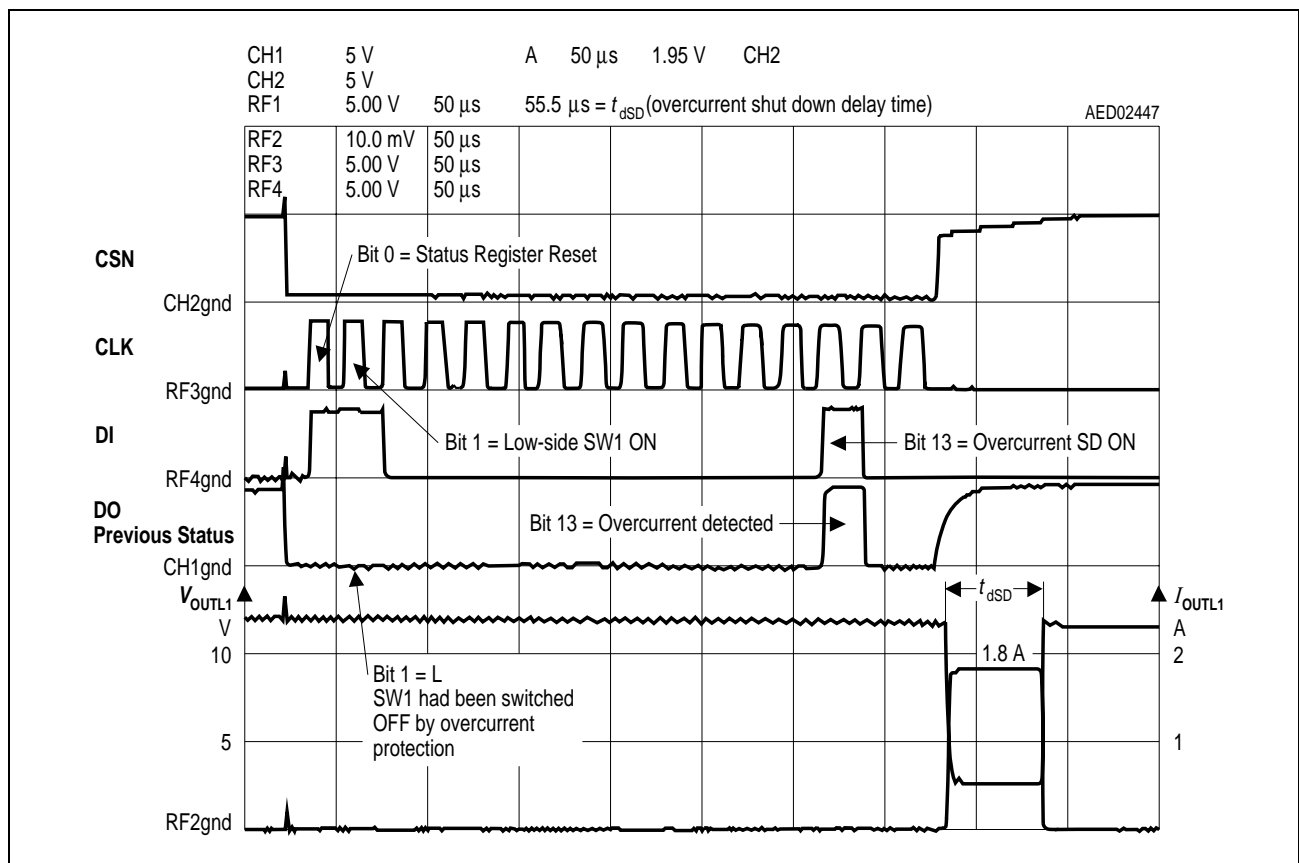 CH1 5 V A 50 μs 1.95 V CH2
CH2 5 V
RF1 5.00 V 50 μs 55.5 μs = tdSD (overcurrent shut down delay time)
AED02447
RF2 10.0 mV 50 μs
RF3 5.00 V 50 μs
RF4 5.00 V 50 μs
CSN
Bit 0 = Status Register Reset
CH2gnd
CLK
RF3gnd
DI
Bit 1 = Low-side SW1 ON
Bit 13 = Overcurrent SD ON
RF4gnd
DO
Previous Status
Bit 13 = Overcurrent detected
CH1gnd
tdSD
VOUTL1
IOUTL1
V
A
10
1.8 A
2
Bit 1 = L
SW1 had been switched
OFF by overcurrent
protection
5
1
RF2gnd